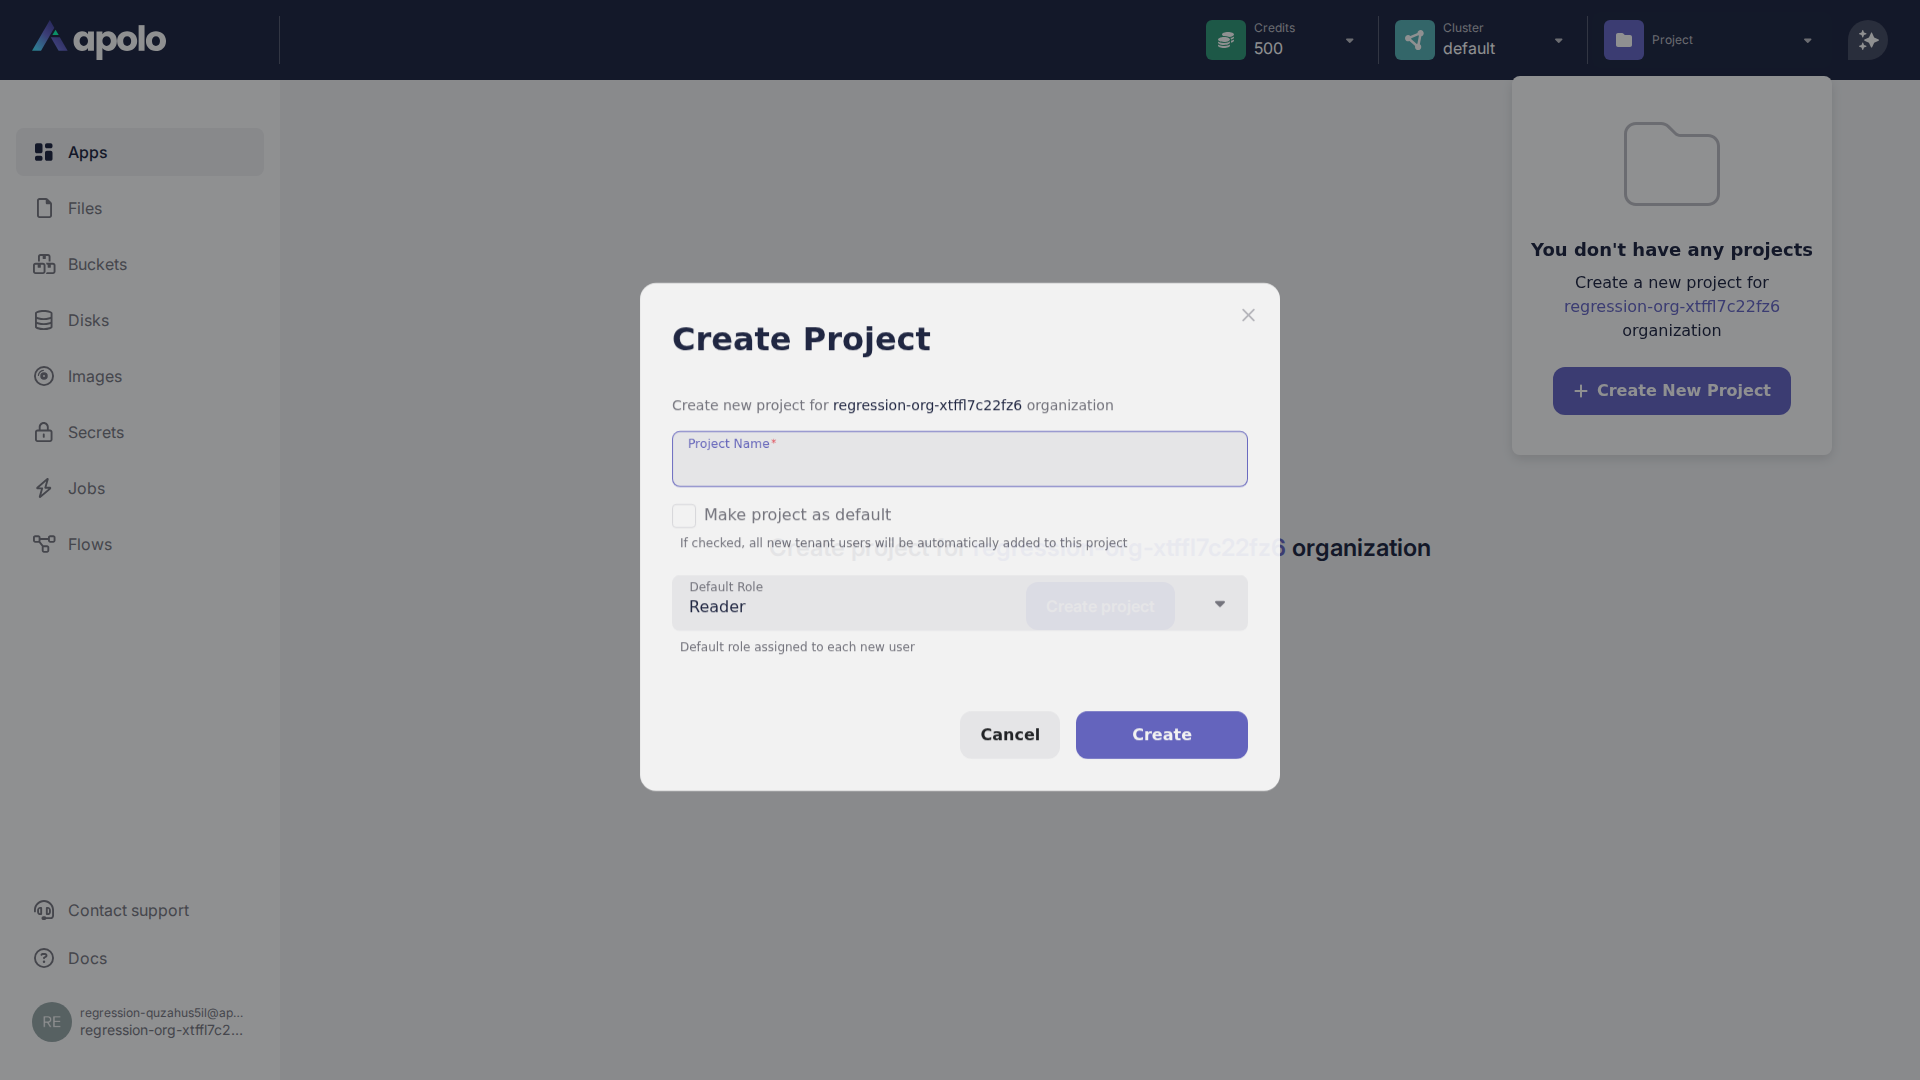 apolo
Credits
500
Cluster
default
Project
Apps
Files
Buckets
Disks
Images
Secrets
Jobs
Flows
Contact support
Docs
RE
regression-quzahus5il@ap...
regression-org-xtffl7c2...
You don't have any projects
Create a new project for
regression-org-xtffl7c22fz6
organization
+ Create New Project
Create Project
Create new project for regression-org-xtffl7c22fz6 organization
Project Name*
Make project as default
If checked, all new tenant users will be automatically added to this project
Create project for regression-org-xtffl7c22fz6 organization
Default Role
Reader
Create project
Default role assigned to each new user
Cancel
Create